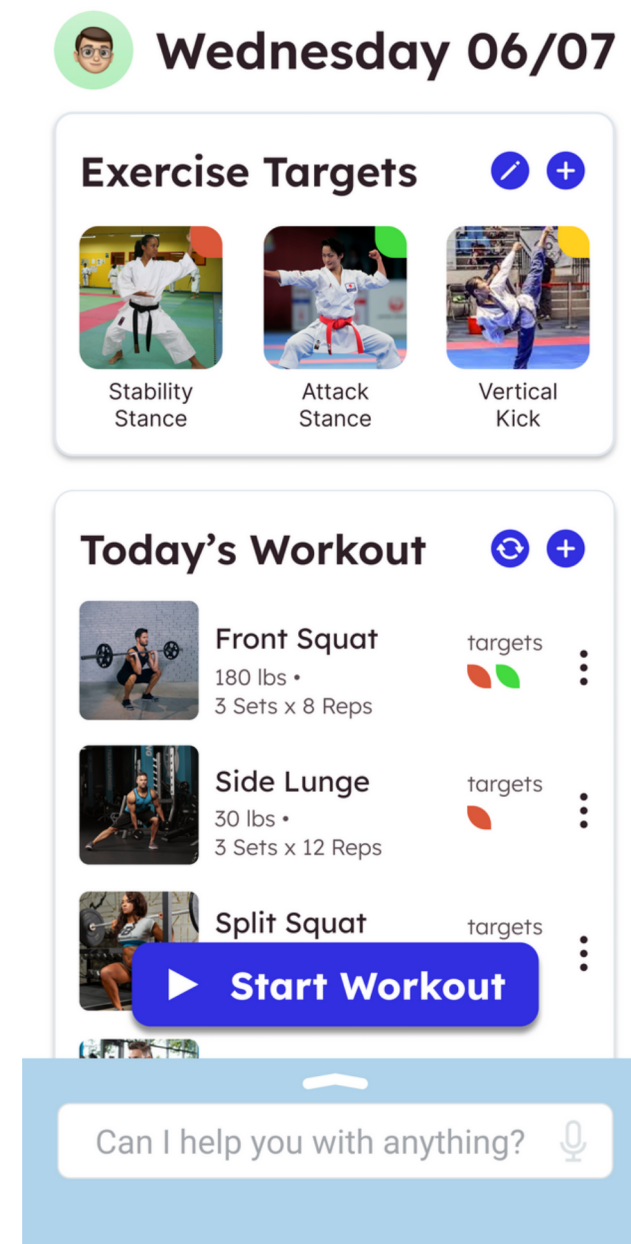 Wednesday 06/07
Exercise Targets
Stability
Stance
Attack
Stance
Vertical
Kick
Today’s Workout
Front Squat
180 lbs •
3 Sets x 8 Reps
targets
Side Lunge
30 lbs •
3 Sets x 12 Reps
targets
Split Squat
targets
Start Workout
Can I help you with anything?